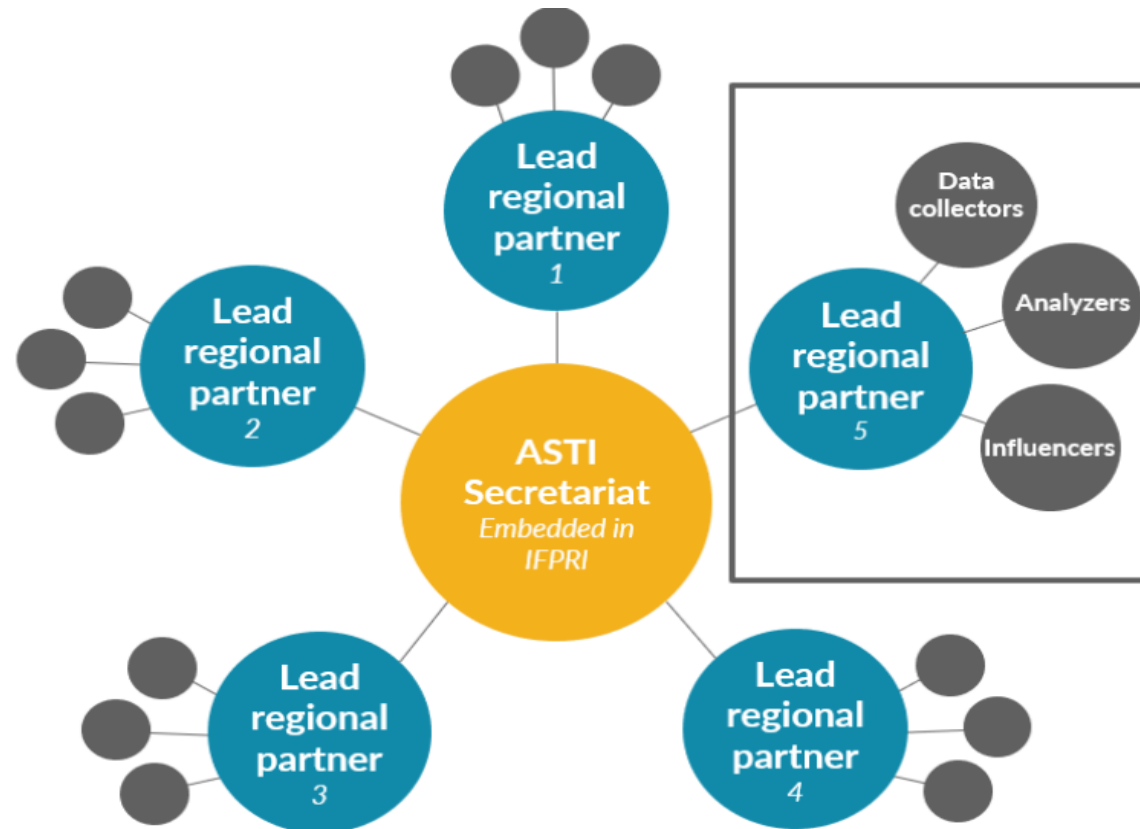 Lead
regional
partner
1
Lead
regional
partner
2
ASTI
Secretariat
Embedded in
IFPRI
Lead
regional
partner
5
Data
collectors
Analyzers
Influencers
Lead
regional
partner
3
Lead
regional
partner
4